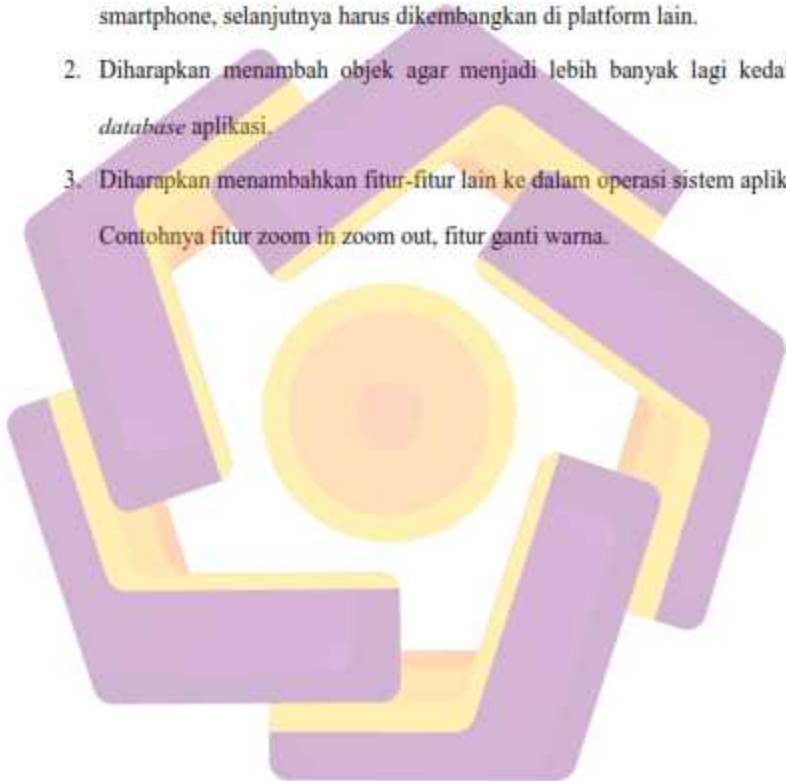 smartphone, selanjutnya harus dikembangkan di platform lain.
2. Diharapkan menambah objek agar menjadi lebih banyak lagi kedal
database aplikasi.
3. Diharapkan menambahkan fitur-fitur lain ke dalam operasi sistem aplik
Contohnya fitur zoom in zoom out, fitur ganti warna.